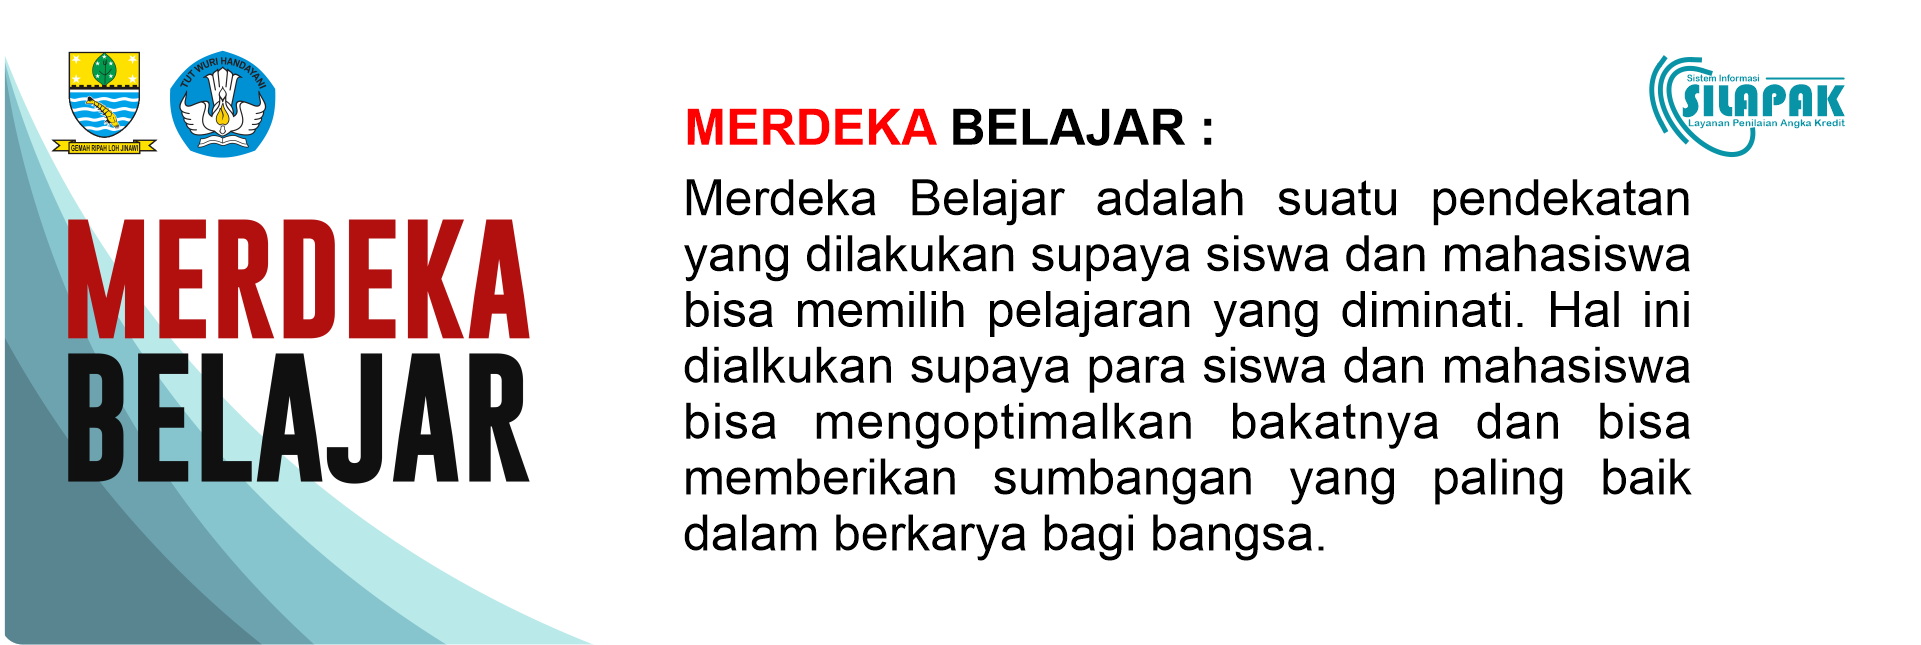 GEMAH RIPAH LOH JINAWI
TUT WURI HANDAYANI
MERDEKA
BELAJAR
MERDEKA BELAJAR :
Merdeka Belajar adalah suatu pendekatan
yang dilakukan supaya siswa dan mahasiswa
bisa memilih pelajaran yang diminati. Hal ini
dialkukan supaya para siswa dan mahasiswa
bisa mengoptimalkan bakatnya dan bisa
memberikan sumbangan yang paling baik
dalam berkarya bagi bangsa.
Sistem Informasi
SILAPAK
Layanan Penilaian Angka Kredit